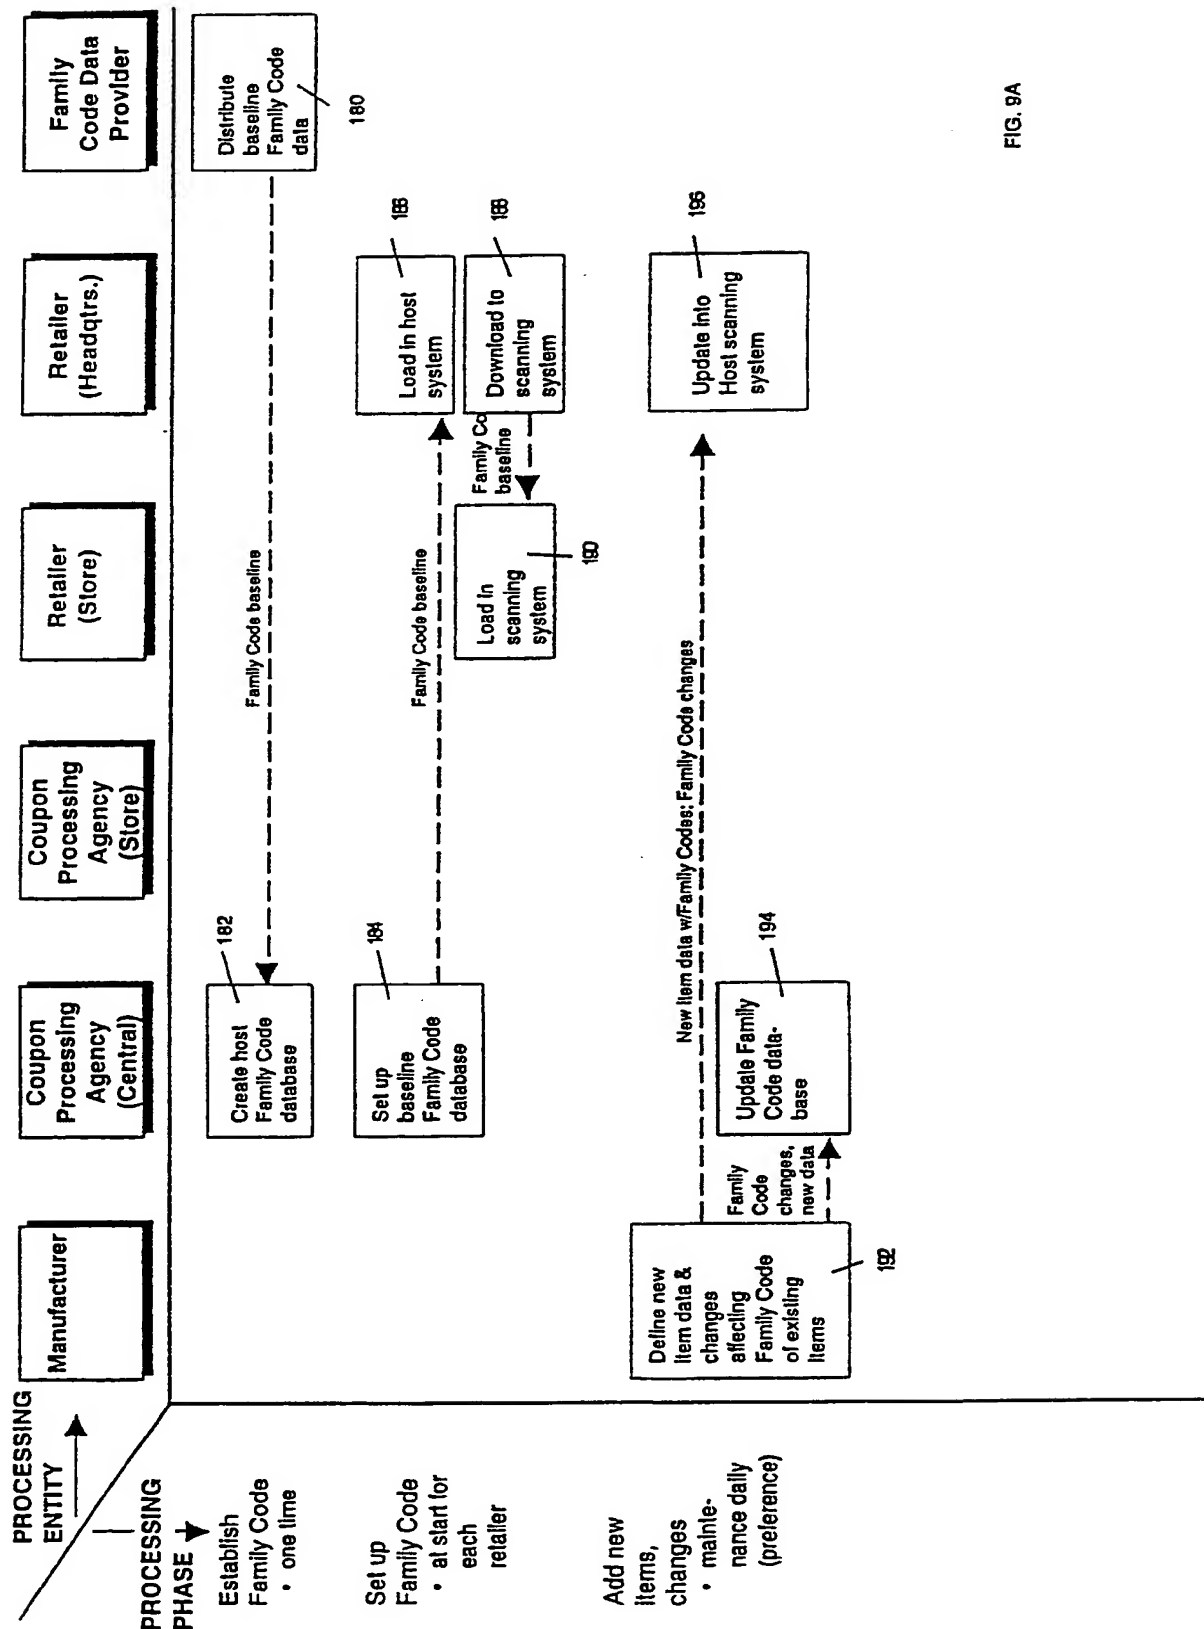 PROCESSING
ENTITY
PROCESSING
PHASE
Manufacturer
Coupon
Processing
Agency
(Central)
Coupon
Processing
Agency
(Store)
Retailer
(Store)
Retailer
(Headqtrs.)
Family
Code Data
Provider
Establish
Family Code
• one time
Create host
Family Code
database
182
Family Code baseline
Distribute
baseline
Family Code
data
180
Set up
Family Code
• at start for
each
retailer
Set up
baseline
Family Code
database
184
Family Code baseline
Load in host
system
186
Download to
scanning
system
188
Family Co
baseline
Load in
scanning
system
190
Add new
items,
changes
• mainte-
nance daily
(preference)
Define new
item data &
changes
affecting
Family Code
of existing
items
192
Family
Code
changes,
new data
Update Family
Code data-
base
194
New item data w/Family Codes; Family Code changes
Update into
Host scanning
system
196
FIG. 9A